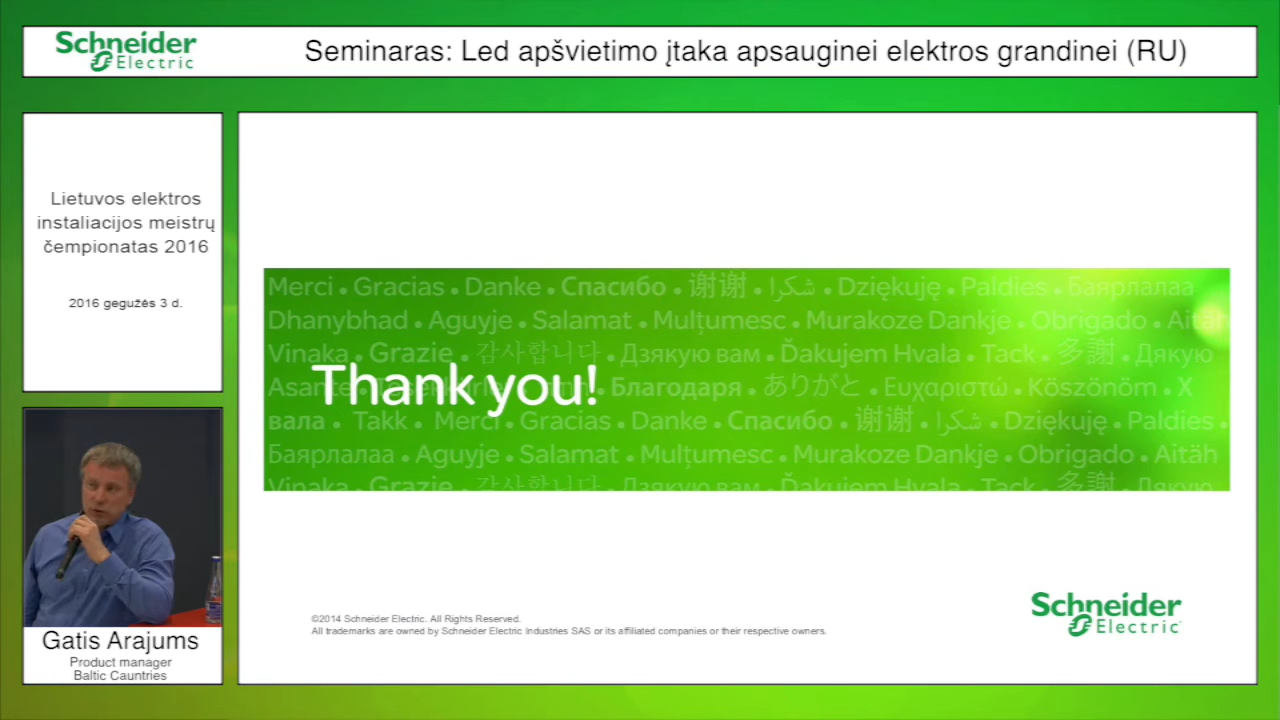 Schneider
Electric
Seminaras: Led apšvietimo įtaka apsauginei elektros grandinei (RU)
Lietuvos elektros
instaliacijos meistrų
čempionatas 2016
2016 gegužės 3 d.
Merci • Gracias • Danke • Спасибо • 谢谢 • شكرا • Dziękuję • Paldies • Баярлалаа
Dhanybhad • Aguyje • Salamat • Mulţumesc • Murakoze Dankje • Obrigado • Aitäh
Vinaka • Grazie • 감사합니다 • Дзякую вам • Ďakujem Hvala • Tack • 多謝 • Дякую
Благодаря • ありがと • Ευχαριστώ • Köszönöm • Х
Thank you!
вала • Takk • Merci • Gracias • Danke • Спасибо • 谢谢 • شكرا • Dziękuję • Paldies •
Баярлалаа • Aguyje • Salamat • Mulţumesc • Murakoze Dankje • Obrigado • Aitäh
Vinaka • Grazie • 감사합니다 • Дзякую вам • Ďakujem Hvala • Tack • 多謝 • Дякую
©2014 Schneider Electric. All Rights Reserved.
All trademarks are owned by Schneider Electric Industries SAS or its affiliated companies or their respective owners.
Schneider
Electric
Gatis Arajums
Product manager
Baltic Cauntries